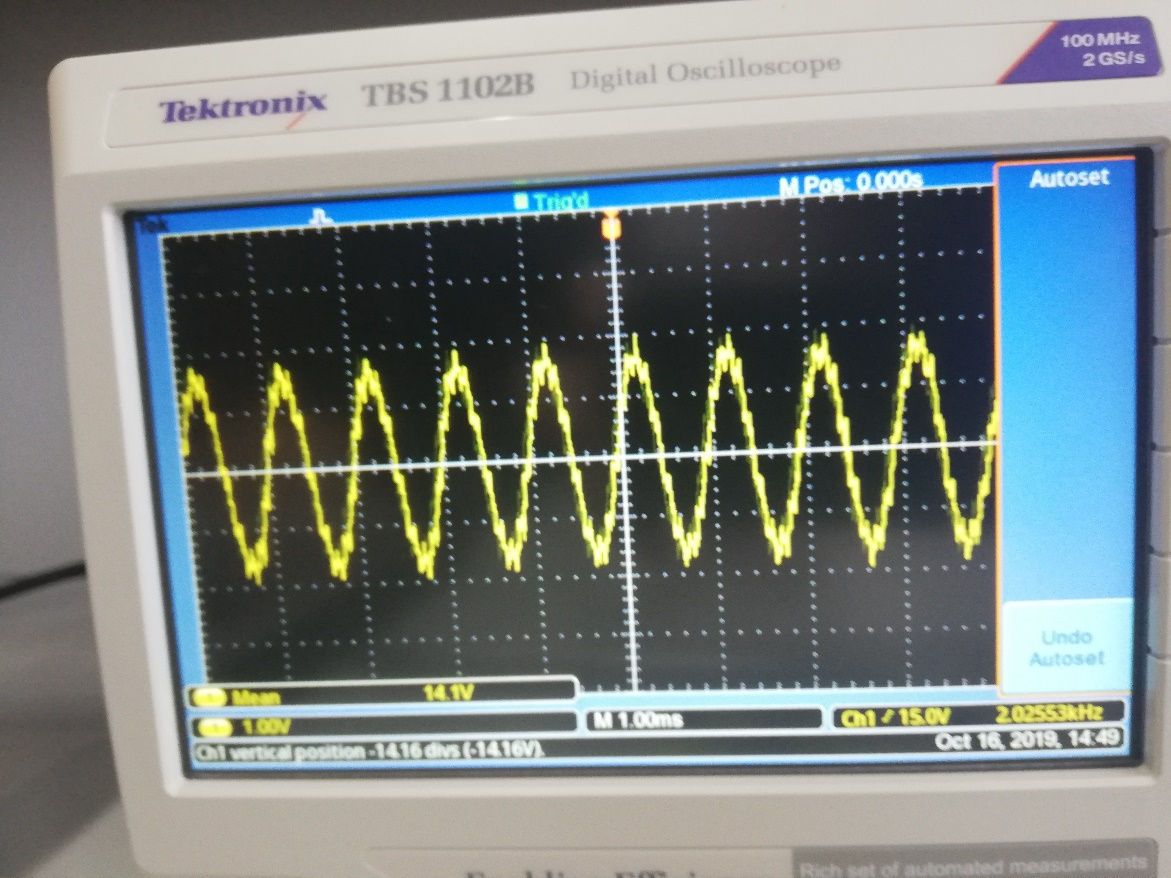 Tektronix TBS 1102B Digital Oscilloscope
100 MHz
2 GS/s
Tek Trig'd M Pos: 0.000s
Autoset
Undo
Autoset
Mean 14.1V
1.00V M 1.00ms Ch1 15.0V 2.02553kHz
Ch1 vertical position -14.16 divs (-14.16V).
Oct 16, 2019, 14:49
Rich set of automated measurements